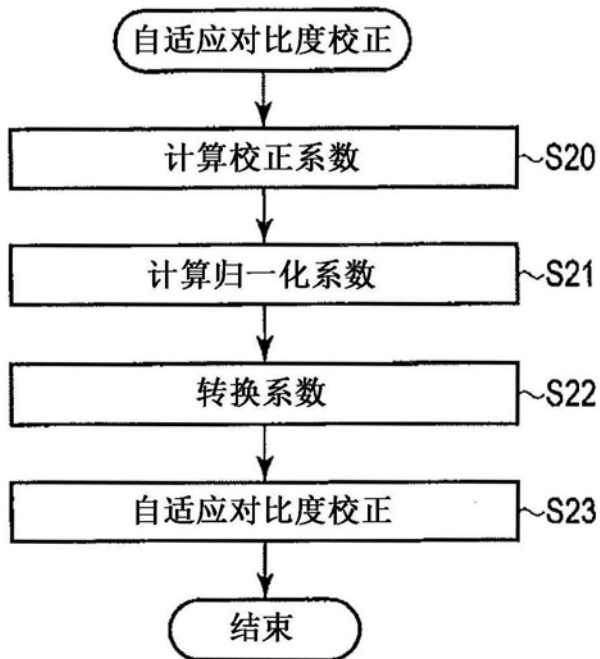 自适应对比度校正
计算校正系数 S20
计算归一化系数 S21
转换系数 S22
自适应对比度校正 S23
结束